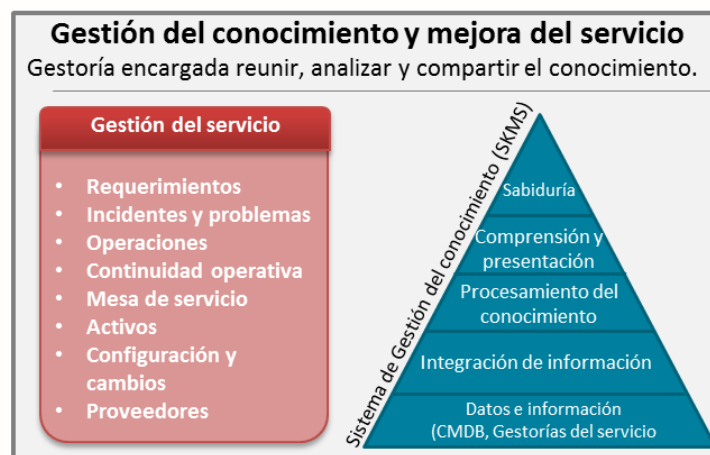 Gestión del conocimiento y mejora del servicio
Gestoría encargada reunir, analizar y compartir el conocimiento.
Gestión del servicio
• Requerimientos
• Incidentes y problemas
• Operaciones
• Continuidad operativa
• Mesa de servicio
• Activos
• Configuración y
cambios
• Proveedores
Sistema de Gestión del conocimiento (SKMS)
Sabiduría
Comprensión y
presentación
Procesamiento del
conocimiento
Integración de información
Datos e información
(CMDB, Gestorías del servicio